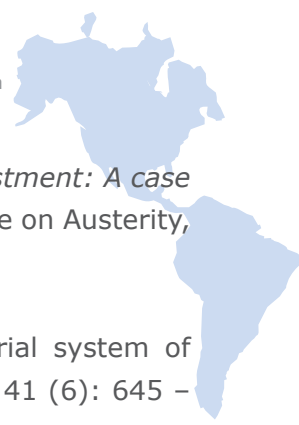 stment: A case
e on Austerity,
rial system of
41 (6): 645 –